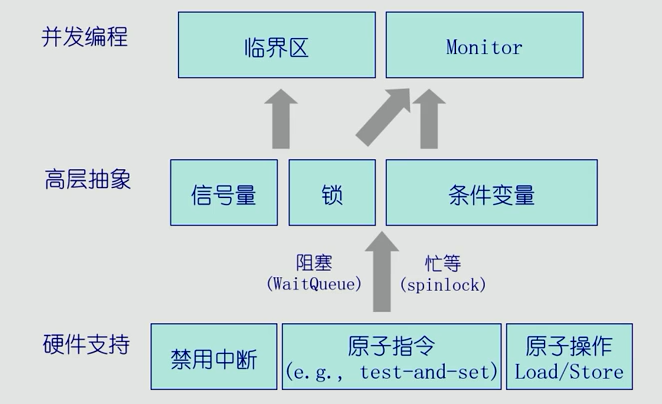 并发编程
临界区
Monitor
高层抽象
信号量
锁
条件变量
阻塞
(WaitQueue)
忙等
(spinlock)
硬件支持
禁用中断
原子指令
(e.g., test-and-set)
原子操作
Load/Store